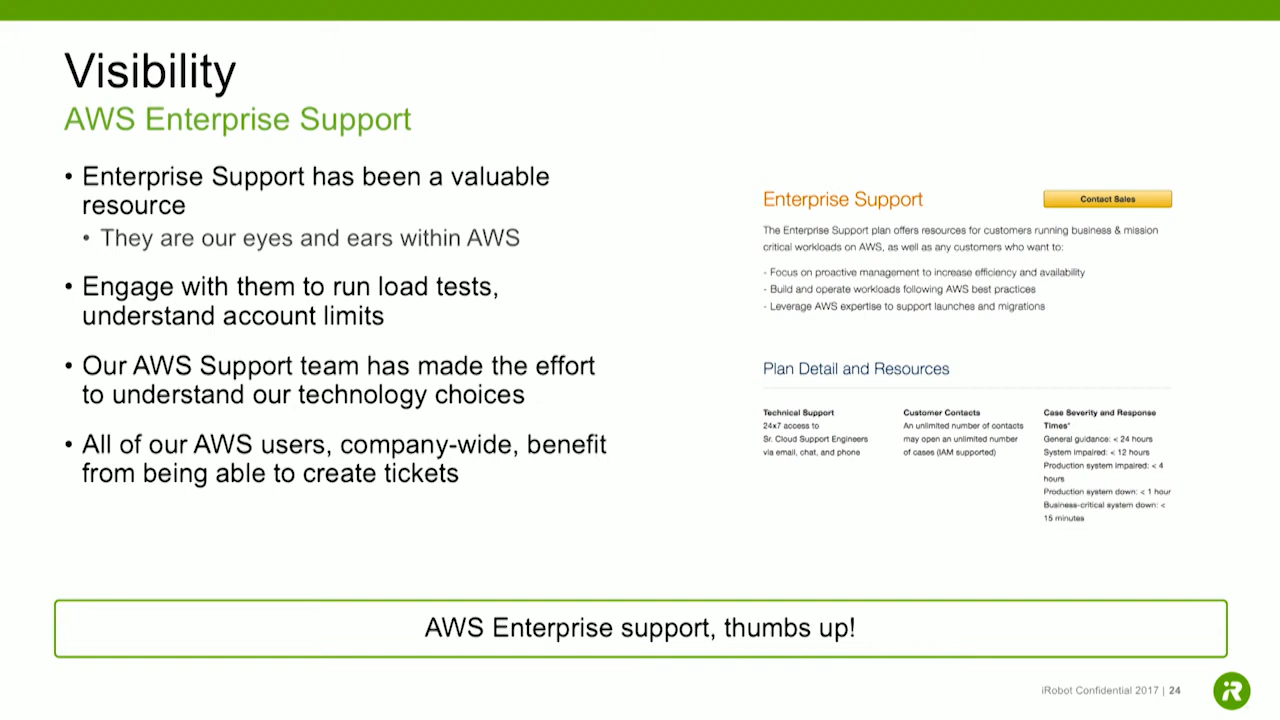 Visibility
AWS Enterprise Support
• Enterprise Support has been a valuable
resource
• They are our eyes and ears within AWS
• Engage with them to run load tests,
understand account limits
• Our AWS Support team has made the effort
to understand our technology choices
• All of our AWS users, company-wide, benefit
from being able to create tickets
Enterprise Support
Contact Sales
The Enterprise Support plan offers resources for customers running business & mission
critical workloads on AWS, as well as any customers who want to:
- Focus on proactive management to increase efficiency and availability
- Build and operate workloads following AWS best practices
- Leverage AWS expertise to support launches and migrations
Plan Detail and Resources
Technical Support
24x7 access to
Sr. Cloud Support Engineers
via email, chat, and phone
Customer Contacts
An unlimited number of contacts
may open an unlimited number
of cases (IAM supported)
Case Severity and Response
Times*
General guidance: < 24 hours
System impaired: < 12 hours
Production system impaired: < 4
hours
Production system down: < 1 hour
Business-critical system down: <
15 minutes
AWS Enterprise support, thumbs up!
iRobot Confidential 2017 | 24
iR